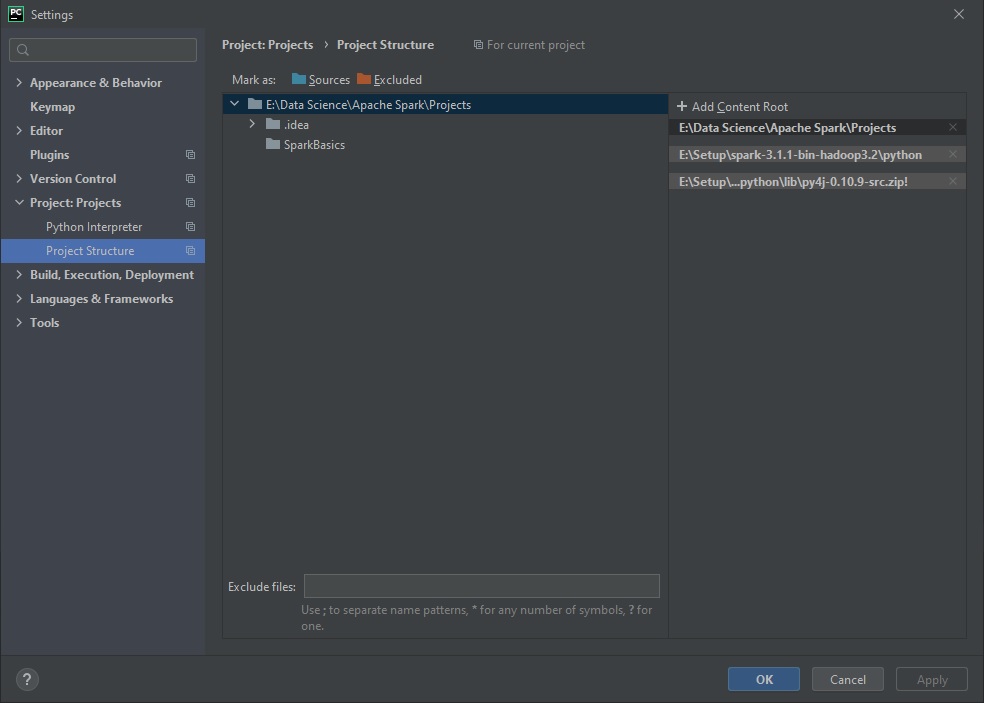 PC Settings
Project: Projects › Project Structure For current project
Appearance & Behavior
Keymap
Editor
Plugins
Version Control
Project: Projects
Python Interpreter
Project Structure
Build, Execution, Deployment
Languages & Frameworks
Tools
Mark as: Sources Excluded
E:\Data Science\Apache Spark\Projects
.idea
SparkBasics
+ Add Content Root
E:\Data Science\Apache Spark\Projects
E:\Setup\spark-3.1.1-bin-hadoop3.2\python
E:\Setup\...python\lib\py4j-0.10.9-src.zip!
Exclude files:
Use ; to separate name patterns, * for any number of symbols, ? for
one.
?
OK Cancel Apply